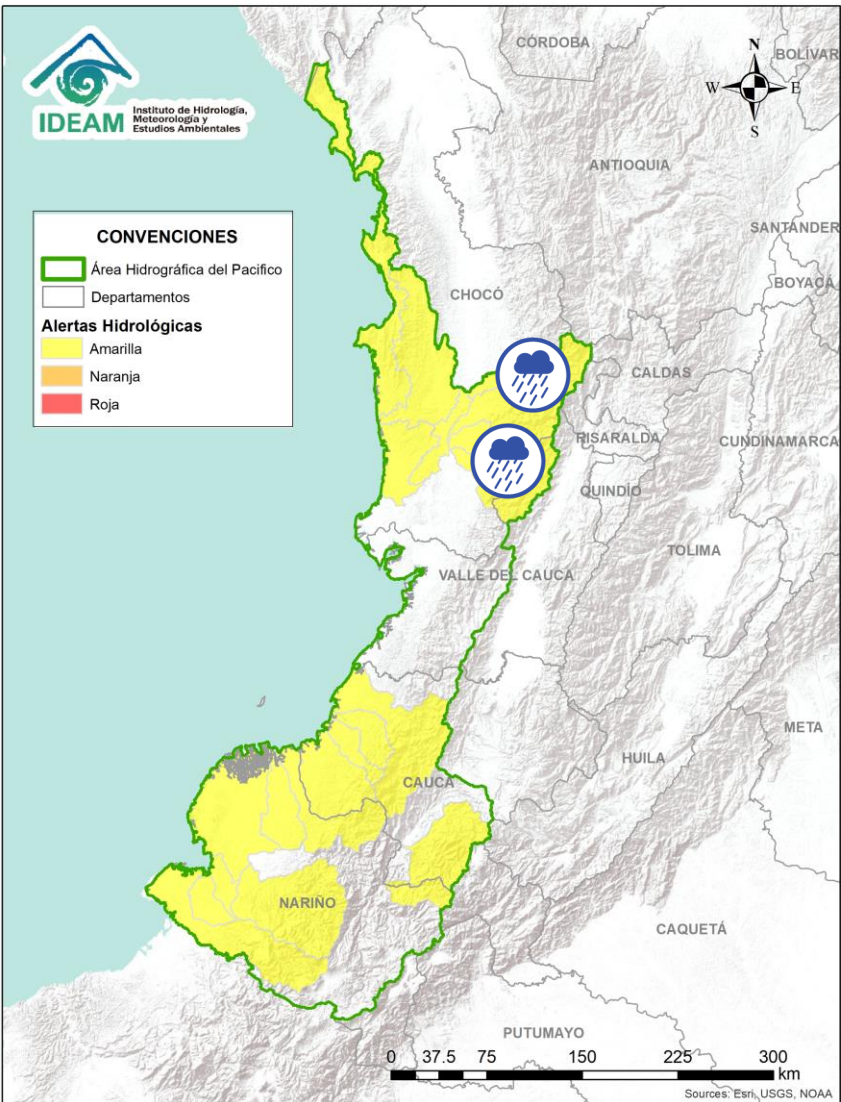 IDEAM
Instituto de Hidrología,
Meteorología y
Estudios Ambientales
N
W
E
S
CÓRDOBA
BOLÍVAR
ANTIOQUIA
SANTANDER
BOYACÁ
CHOCÓ
CALDAS
RISARALDA
CUNDINAMARCA
QUINDÍO
TOLIMA
VALLE DEL CAUCA
META
HUILA
CAUCA
NARIÑO
CAQUETÁ
PUTUMAYO
CONVENCIONES
Área Hidrográfica del Pacifico
Departamentos
Alertas Hidrológicas
Amarilla
Naranja
Roja
0 37.5 75 150 225 300
km
Sources: Esri, USGS, NOAA